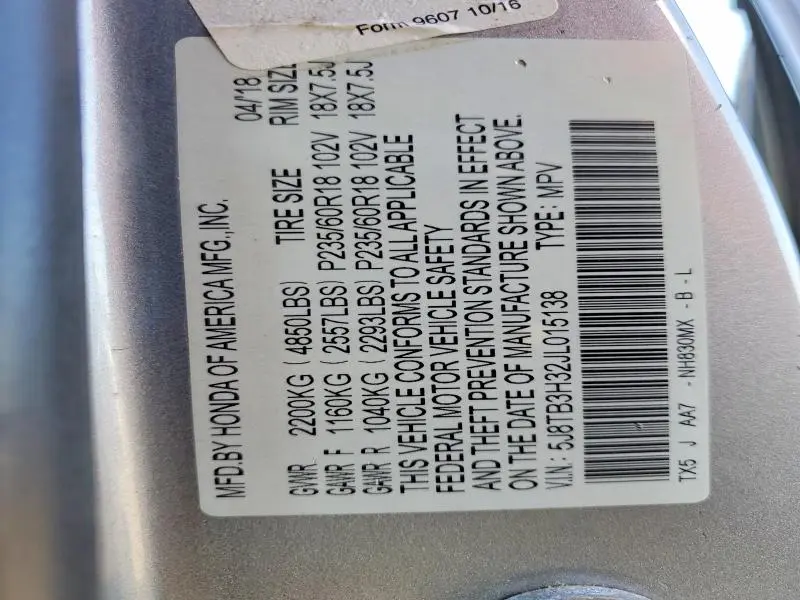 Form 9607 10/16
MFD.BY HONDA OF AMERICA MFG.,INC. 04/'18
TIRE SIZE RIM SIZE
GVWR 2200KG ( 4850LBS)
GAWR F 1160KG ( 2557LBS) P235/60R18 102V 18X7.5J
GAWR R 1040KG ( 2293LBS) P235/60R18 102V 18X7.5J
THIS VEHICLE CONFORMS TO ALL APPLICABLE
FEDERAL MOTOR VEHICLE SAFETY
AND THEFT PREVENTION STANDARDS IN EFFECT
ON THE DATE OF MANUFACTURE SHOWN ABOVE.
V.I.N: 5J8TB3H32JL015138 TYPE: MPV
TX5 J AA7 - NH830MX - B - L